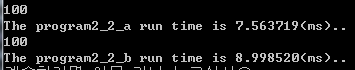 100
The program2_2_a run time is 7.563719(ms)..
100
The program2_2_b run time is 8.998520(ms)..